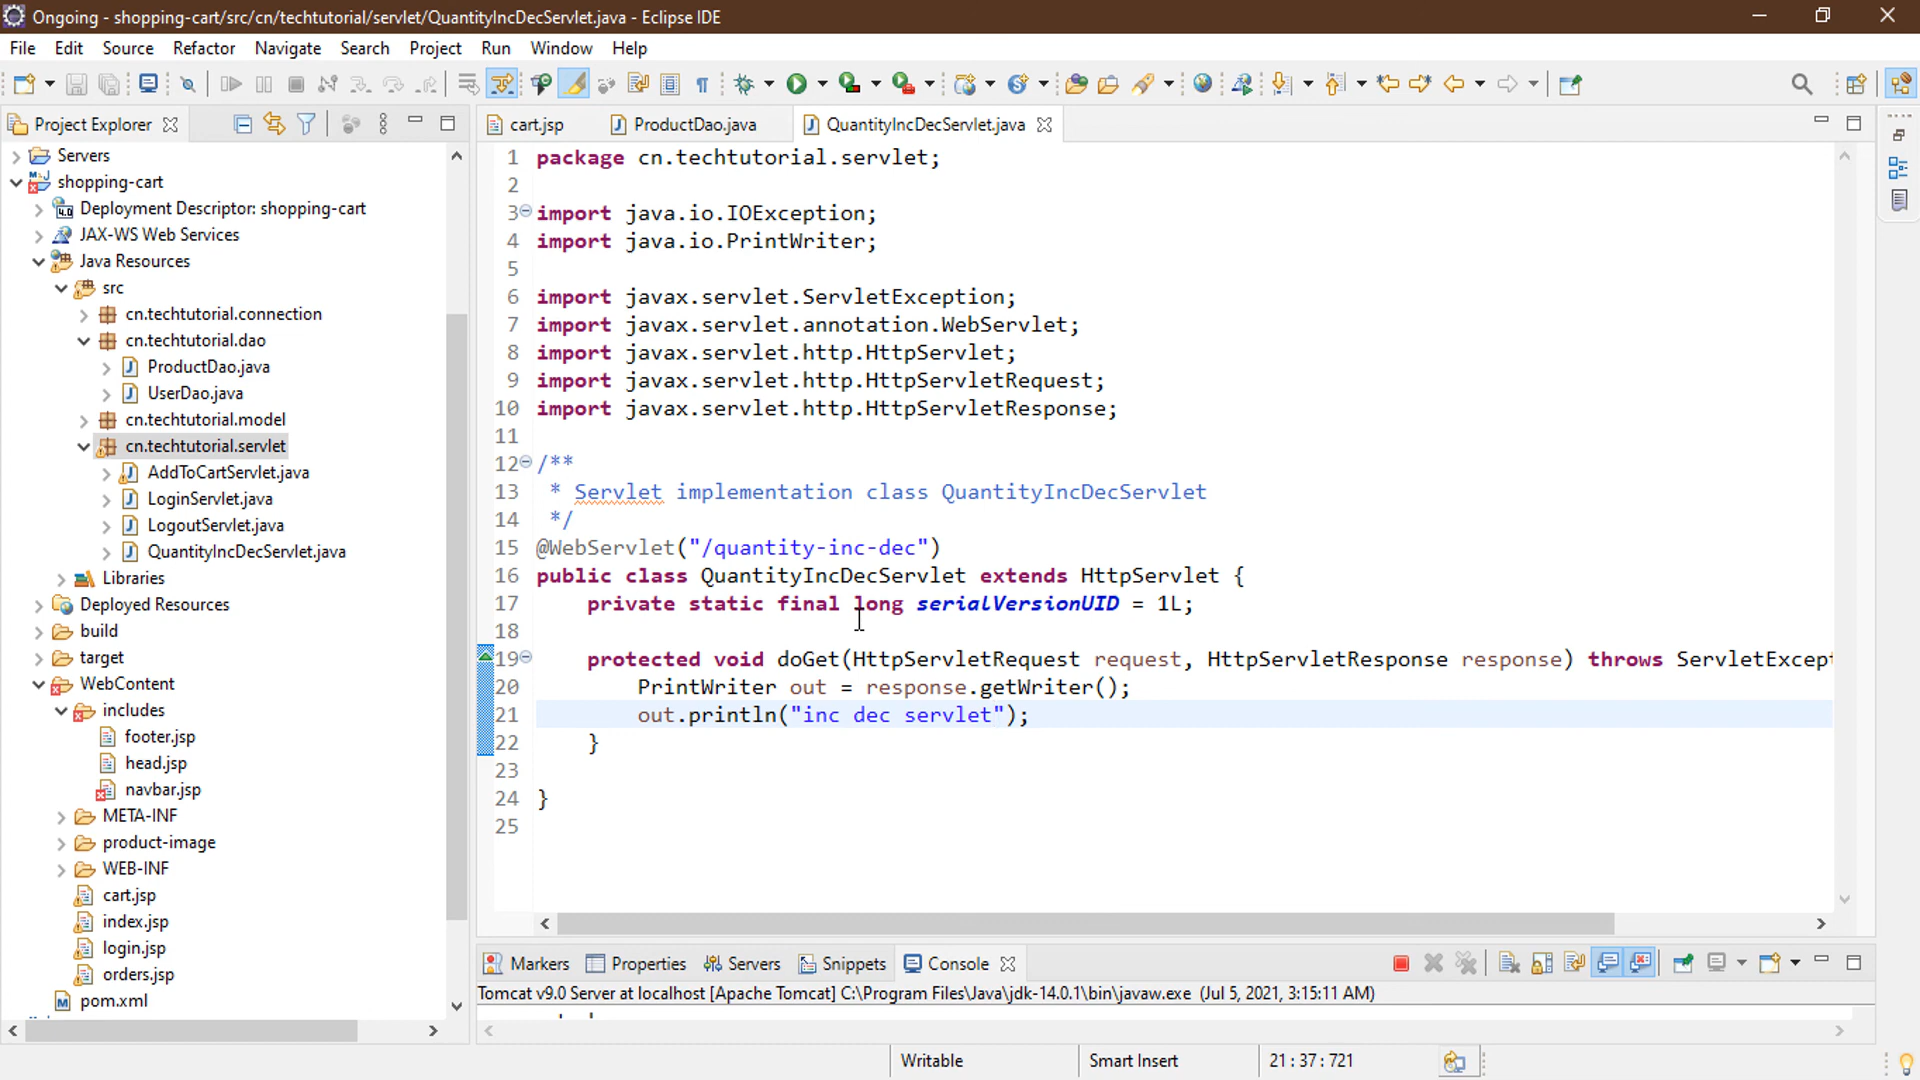 Ongoing - shopping-cart/src/cn/techtutorial/servlet/QuantityIncDecServlet.java - Eclipse IDE
File Edit Source Refactor Navigate Search Project Run Window Help
Project Explorer
Servers
shopping-cart
Deployment Descriptor: shopping-cart
JAX-WS Web Services
Java Resources
src
cn.techtutorial.connection
cn.techtutorial.dao
ProductDao.java
UserDao.java
cn.techtutorial.model
cn.techtutorial.servlet
AddToCartServlet.java
LoginServlet.java
LogoutServlet.java
QuantityIncDecServlet.java
Libraries
Deployed Resources
build
target
WebContent
includes
footer.jsp
head.jsp
navbar.jsp
META-INF
product-image
WEB-INF
cart.jsp
index.jsp
login.jsp
orders.jsp
pom.xml
cart.jsp ProductDao.java QuantityIncDecServlet.java
1 package cn.techtutorial.servlet;
2
3 import java.io.IOException;
4 import java.io.PrintWriter;
5
6 import javax.servlet.ServletException;
7 import javax.servlet.annotation.WebServlet;
8 import javax.servlet.http.HttpServlet;
9 import javax.servlet.http.HttpServletRequest;
10 import javax.servlet.http.HttpServletResponse;
11
12 /**
13 * Servlet implementation class QuantityIncDecServlet
14 */
15 @WebServlet("/quantity-inc-dec")
16 public class QuantityIncDecServlet extends HttpServlet {
17 private static final long serialVersionUID = 1L;
18
19 protected void doGet(HttpServletRequest request, HttpServletResponse response) throws ServletExcept
20 PrintWriter out = response.getWriter();
21 out.println("inc dec servlet");
22 }
23
24 }
25
Markers Properties Servers Snippets Console
Tomcat v9.0 Server at localhost [Apache Tomcat] C:\Program Files\Java\jdk-14.0.1\bin\javaw.exe (Jul 5, 2021, 3:15:11 AM)
Writable Smart Insert 21 : 37 : 721